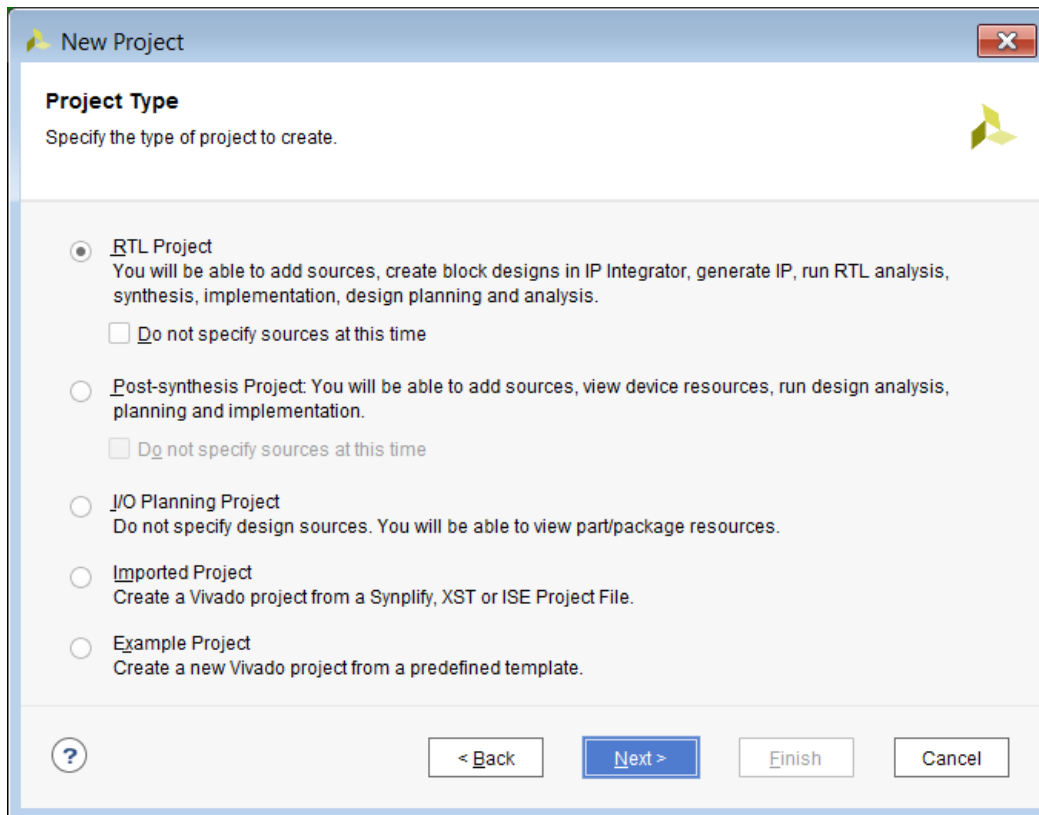 New Project
Project Type
Specify the type of project to create.
RTL Project
You will be able to add sources, create block designs in IP Integrator, generate IP, run RTL analysis,
synthesis, implementation, design planning and analysis.
Do not specify sources at this time
Post-synthesis Project: You will be able to add sources, view device resources, run design analysis,
planning and implementation.
Do not specify sources at this time
I/O Planning Project
Do not specify design sources. You will be able to view part/package resources.
Imported Project
Create a Vivado project from a Synplify, XST or ISE Project File.
Example Project
Create a new Vivado project from a predefined template.
? < Back Next > Finish Cancel